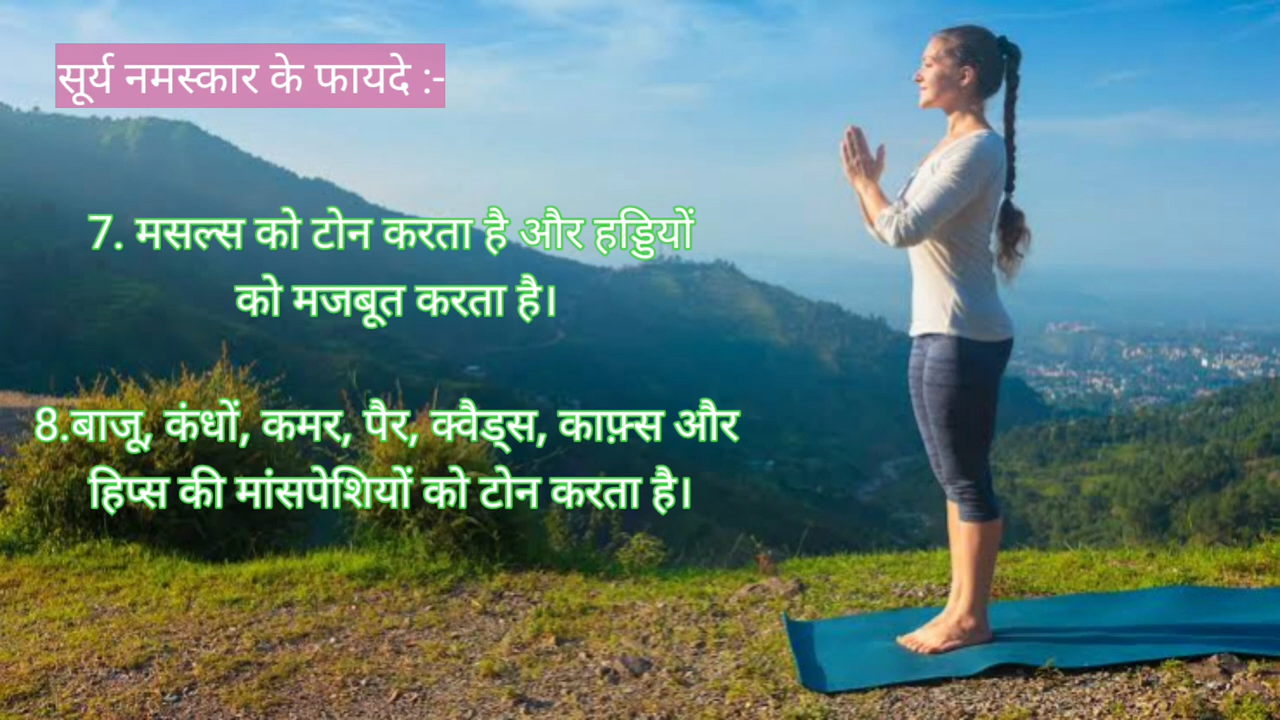 सूर्य नमस्कार के फायदे :-
7. मसल्स को टोन करता है और हड्डियों
को मजबूत करता है।
8.बाजू, कंधों, कमर, पैर, क्वैड्स, काफ़्स और
हिप्स की मांसपेशियों को टोन करता है।